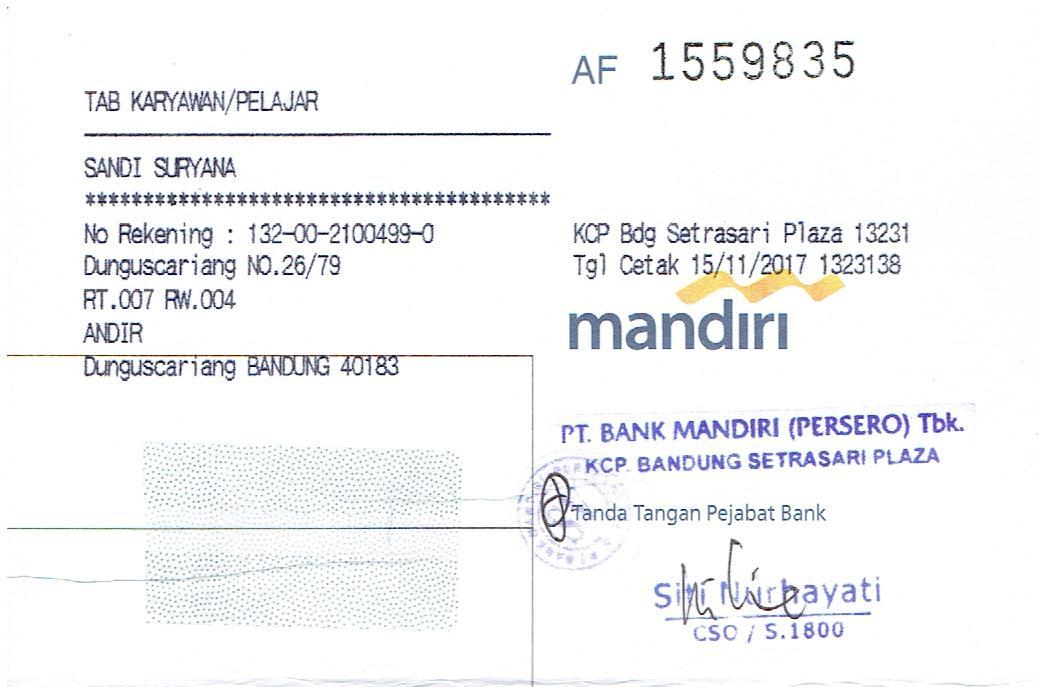 AF 1559835
TAB KARYAWAN/PELAJAR
SANDI SURYANA
****************************************
No Rekening : 132-00-2100499-0
Dunguscariang NO.26/79
RT.007 RW.004
ANDIR
Dunguscariang BANDUNG 40183
KCP Bdg Setrasari Plaza 13231
Tgl Cetak 15/11/2017 1323138
mandırı
PT. BANK MANDIRI (PERSERO) Tbk.
KCP. BANDUNG SETRASARI PLAZA
Tanda Tangan Pejabat Bank
Siti Nurhayati
CSO / S.1800